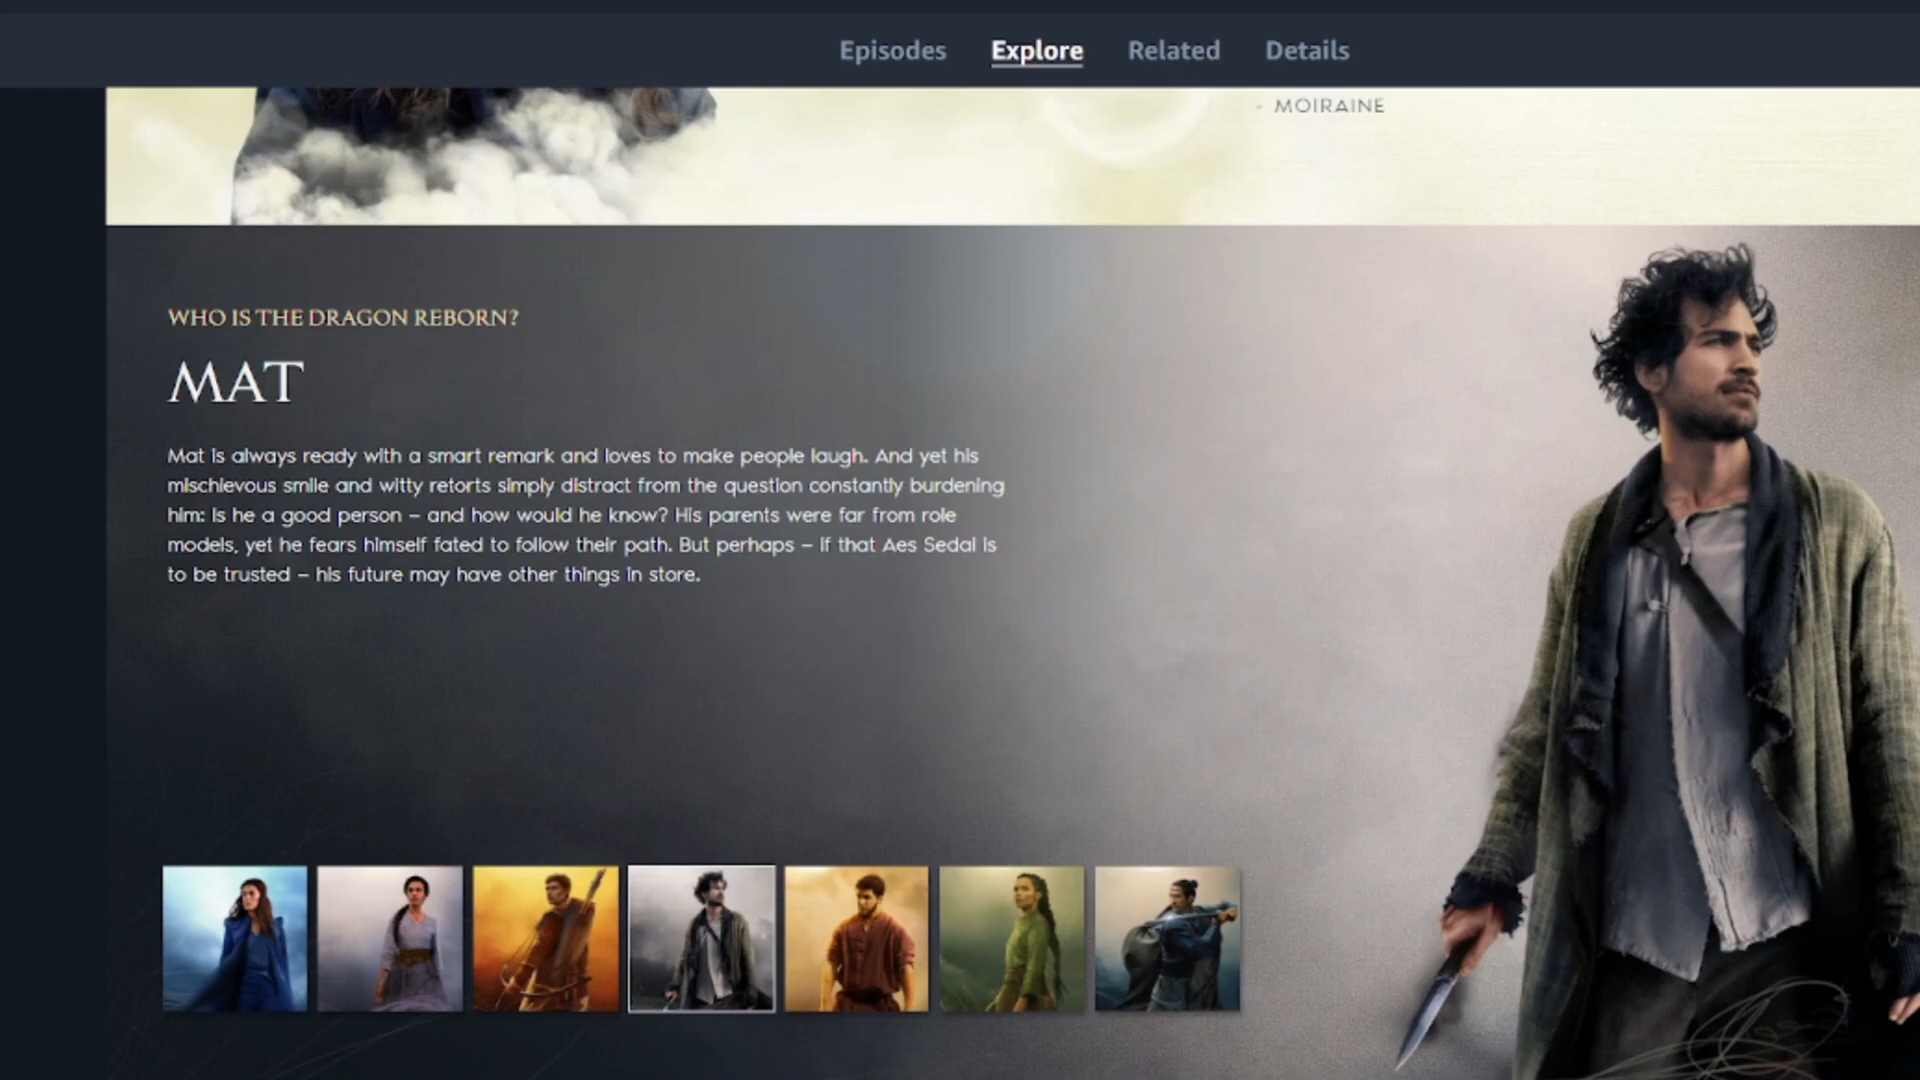 Episodes Explore Related Details
- MOIRAINE
WHO IS THE DRAGON REBORN?
MAT
Mat is always ready with a smart remark and loves to make people laugh. And yet his
mischievous smile and witty retorts simply distract from the question constantly burdening
him: Is he a good person – and how would he know? His parents were far from role
models, yet he fears himself fated to follow their path. But perhaps – if that Aes Sedai is
to be trusted – his future may have other things in store.